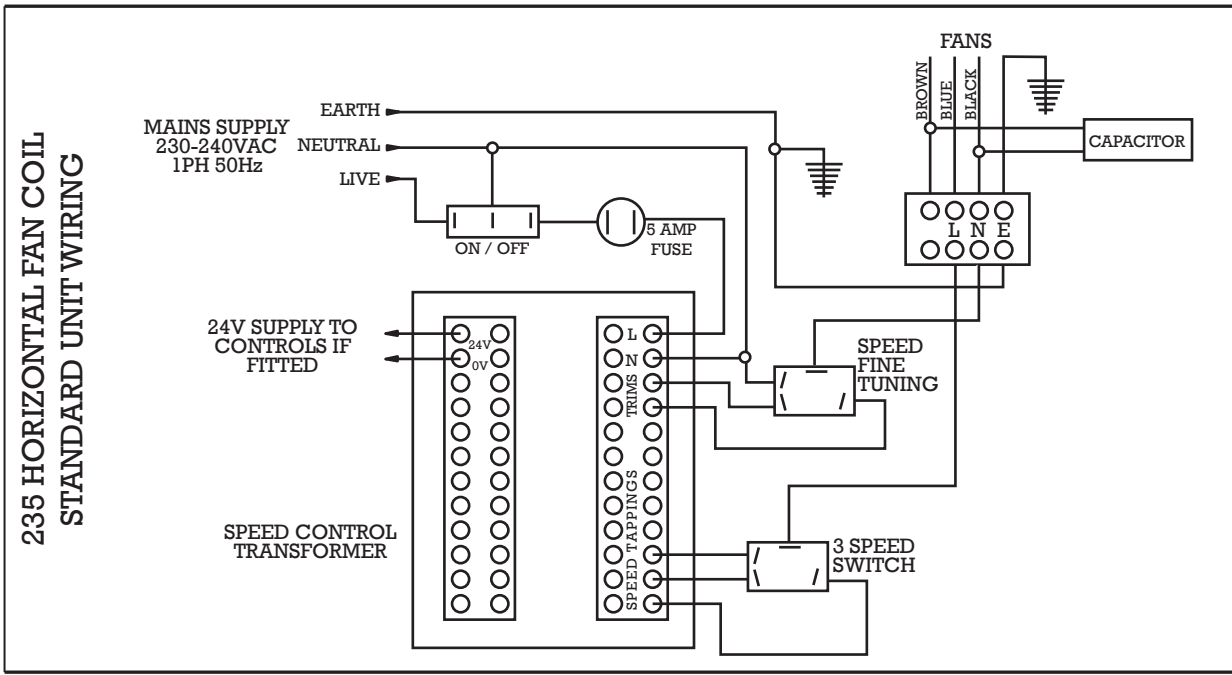 235 HORIZONTAL FAN COIL
STANDARD UNIT WIRING
MAINS SUPPLY
230-240VAC
1PH 50Hz
EARTH
NEUTRAL
LIVE
ON / OFF
5 AMP
FUSE
FANS
BROWN
BLUE
BLACK
CAPACITOR
L N E
24V SUPPLY TO
CONTROLS IF
FITTED
24V
0V
L
N
TRIMS
SPEED TAPPINGS
SPEED
FINE
TUNING
SPEED CONTROL
TRANSFORMER
3 SPEED
SWITCH